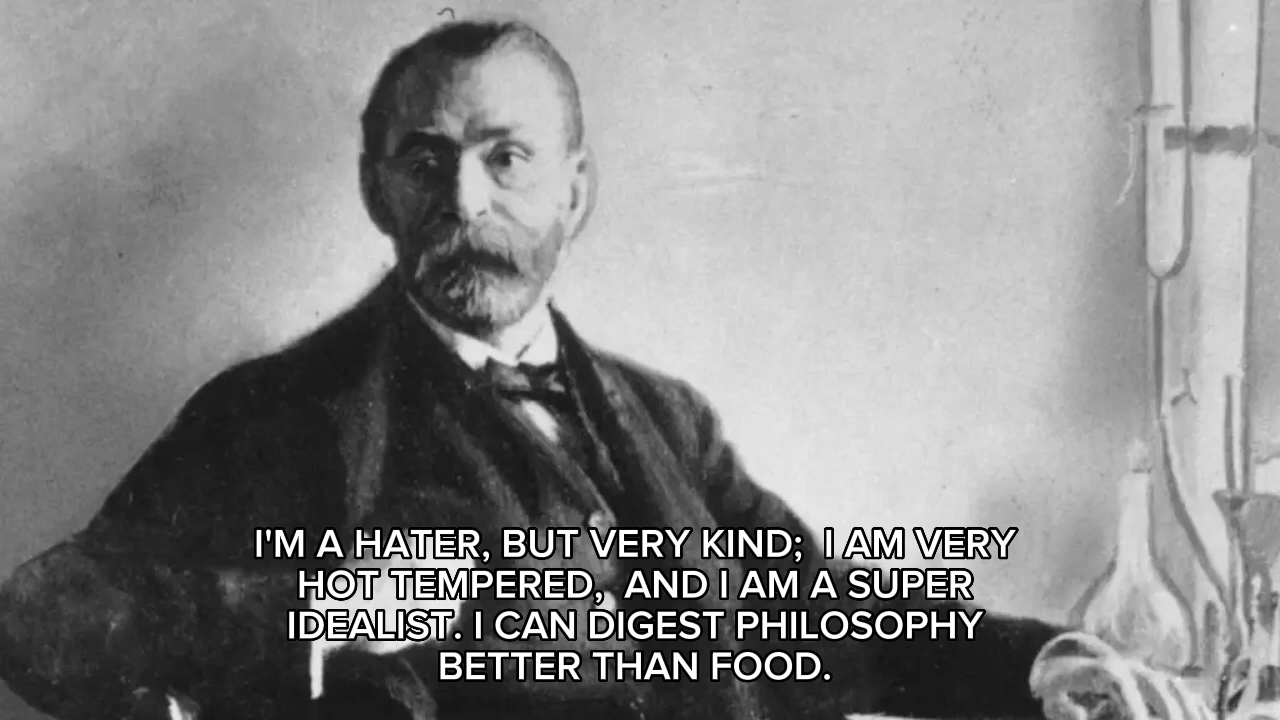 I'M A HATER, BUT VERY KIND;  I AM VERY
HOT TEMPERED,  AND I AM A SUPER
IDEALIST. I CAN DIGEST PHILOSOPHY
BETTER THAN FOOD.